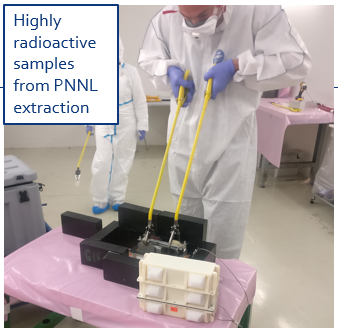 Highly
radioactive
samples
from PNNL
extraction